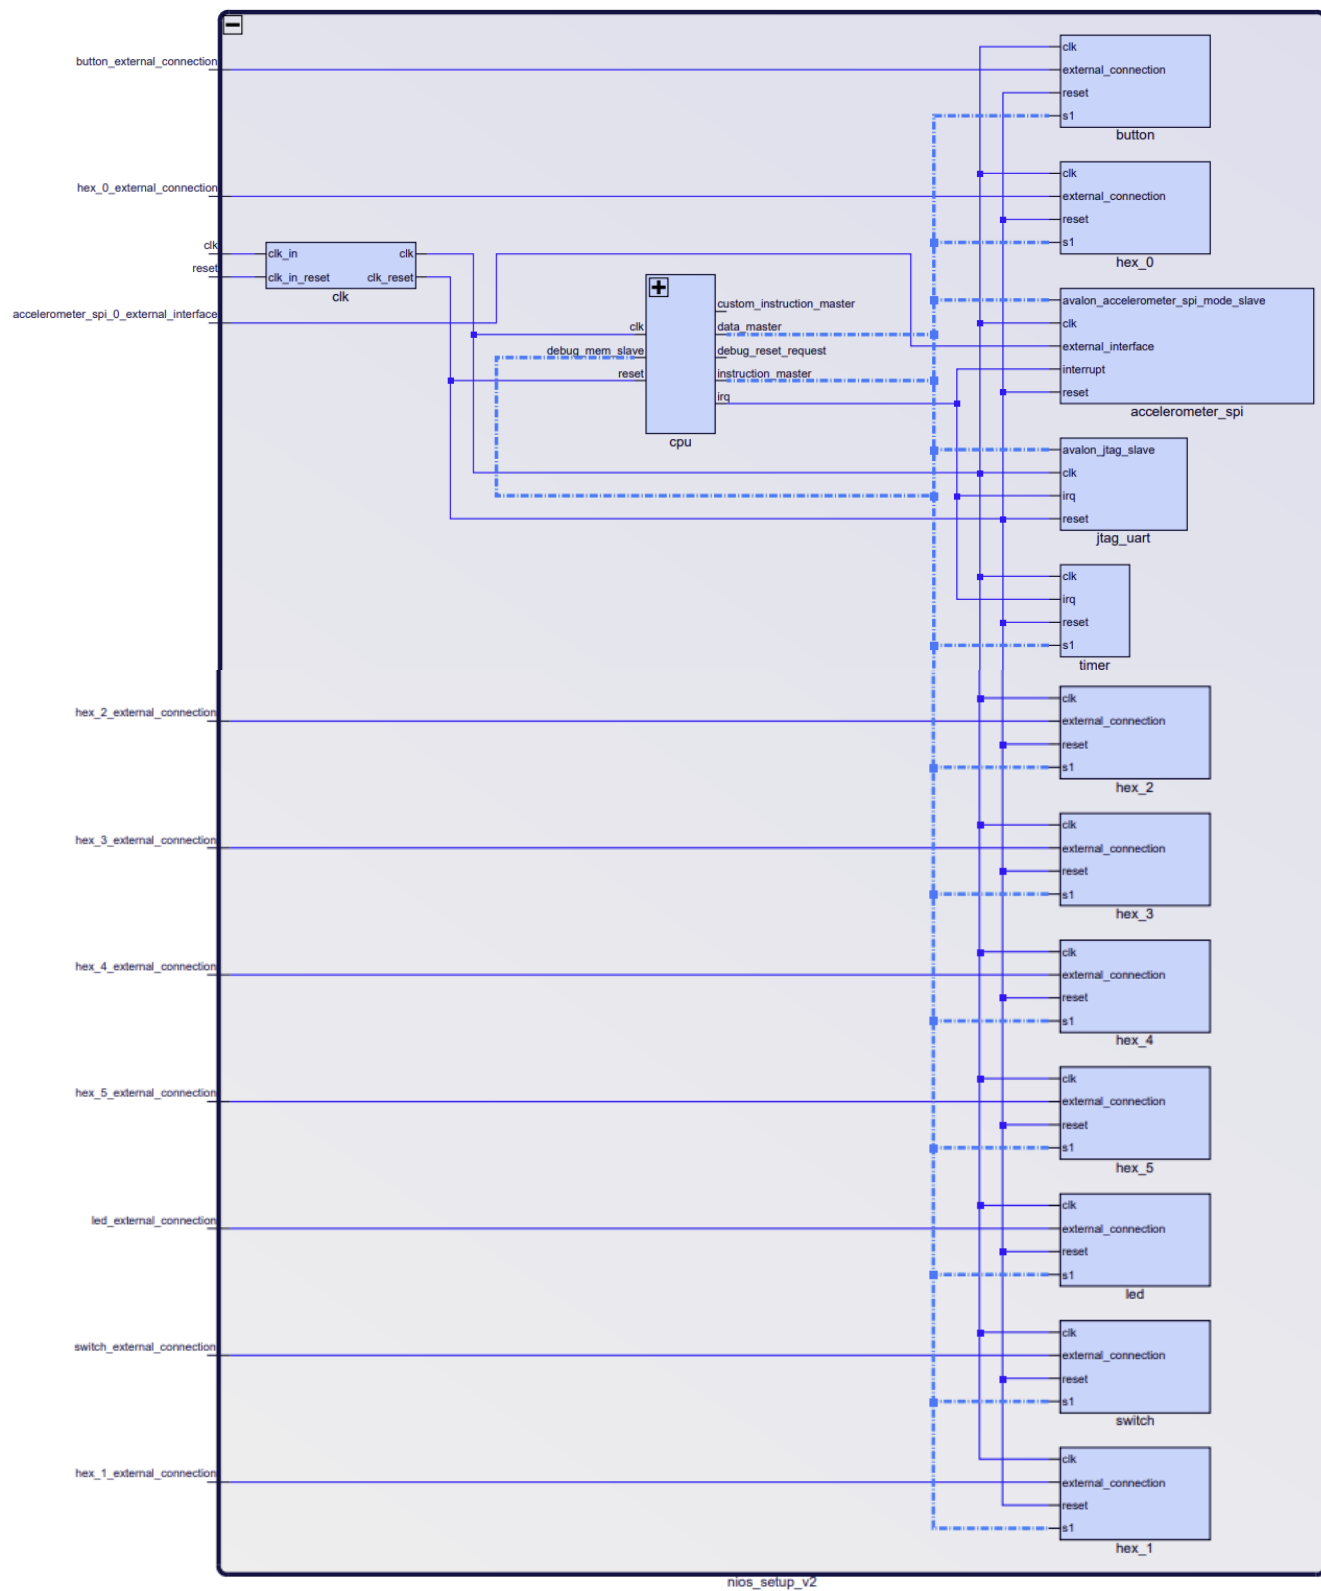 button_external_connection
clk
external_connection
reset
s1
button
hex_0_external_connection
clk
external_connection
reset
s1
hex_0
clk
reset
clk_in
clk
clk_in_reset
clk_reset
clk
accelerometer_spi_0_external_interface
custom_instruction_master
clk
data_master
debug_mem_slave
debug_reset_request
reset
instruction_master
irq
cpu
avalon_accelerometer_spi_mode_slave
clk
external_interface
interrupt
reset
accelerometer_spi
avalon_jtag_slave
clk
irq
reset
jtag_uart
clk
irq
reset
s1
timer
hex_2_external_connection
clk
external_connection
reset
s1
hex_2
hex_3_external_connection
clk
external_connection
reset
s1
hex_3
hex_4_external_connection
clk
external_connection
reset
s1
hex_4
hex_5_external_connection
clk
external_connection
reset
s1
hex_5
led_external_connection
clk
external_connection
reset
s1
led
switch_external_connection
clk
external_connection
reset
s1
switch
hex_1_external_connection
clk
external_connection
reset
s1
hex_1
nios_setup_v2